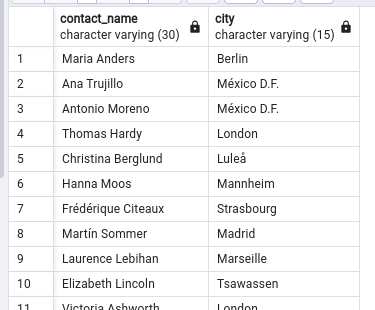 contact_name city
character varying (30) character varying (15)
1 Maria Anders Berlin
2 Ana Trujillo México D.F.
3 Antonio Moreno México D.F.
4 Thomas Hardy London
5 Christina Berglund Luleå
6 Hanna Moos Mannheim
7 Frédérique Citeaux Strasbourg
8 Martín Sommer Madrid
9 Laurence Lebihan Marseille
10 Elizabeth Lincoln Tsawassen
11 Victoria Ashworth London